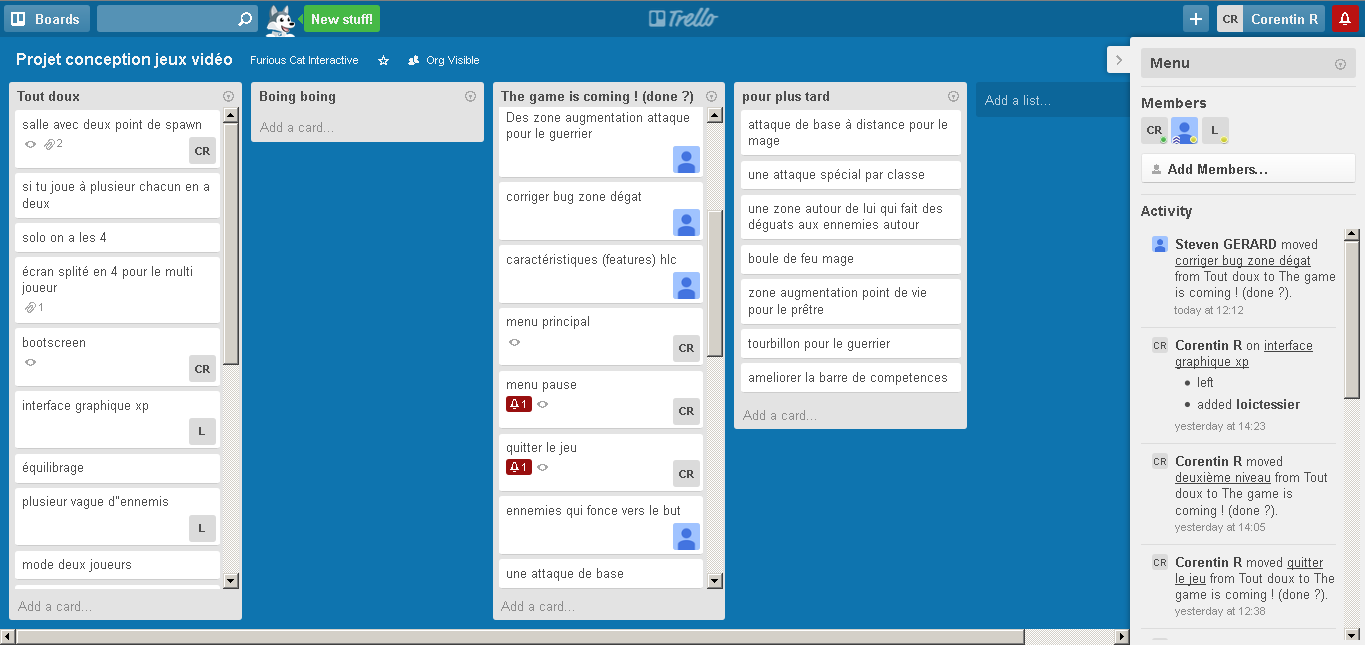 Boards
New stuff!
Trello
CR Corentin R
Projet conception jeux vidéo
Furious Cat Interactive
Org Visible
Tout doux
salle avec deux point de spawn
2
CR
si tu joue à plusieur chacun en a
deux
solo on a les 4
écran splité en 4 pour le multi
joueur
1
bootscreen
CR
interface graphique xp
L
équilibrage
plusieur vague d"ennemis
L
mode deux joueurs
Add a card...
Boing boing
Add a card...
The game is coming ! (done ?)
Des zone augmentation attaque
pour le guerrier
corriger bug zone dégat
caractéristiques (features) hlc
menu principal
CR
menu pause
1
CR
quitter le jeu
1
CR
ennemies qui fonce vers le but
une attaque de base
Add a card...
pour plus tard
attaque de base à distance pour le
mage
une attaque spécial par classe
une zone autour de lui qui fait des
déguats aux ennemies autour
boule de feu mage
zone augmentation point de vie
pour le prêtre
tourbillon pour le guerrier
ameliorer la barre de competences
Add a card...
Add a list...
Menu
Members
CR
L
Add Members...
Activity
Steven GERARD moved
corriger bug zone dégat
from Tout doux to The game
is coming ! (done ?).
today at 12:12
CR Corentin R on interface
graphique xp
• left
• added loictessier
yesterday at 14:23
CR Corentin R moved
deuxième niveau from Tout
doux to The game is
coming ! (done ?).
yesterday at 14:05
CR Corentin R moved quitter
le jeu from Tout doux to The
game is coming ! (done ?).
yesterday at 12:38